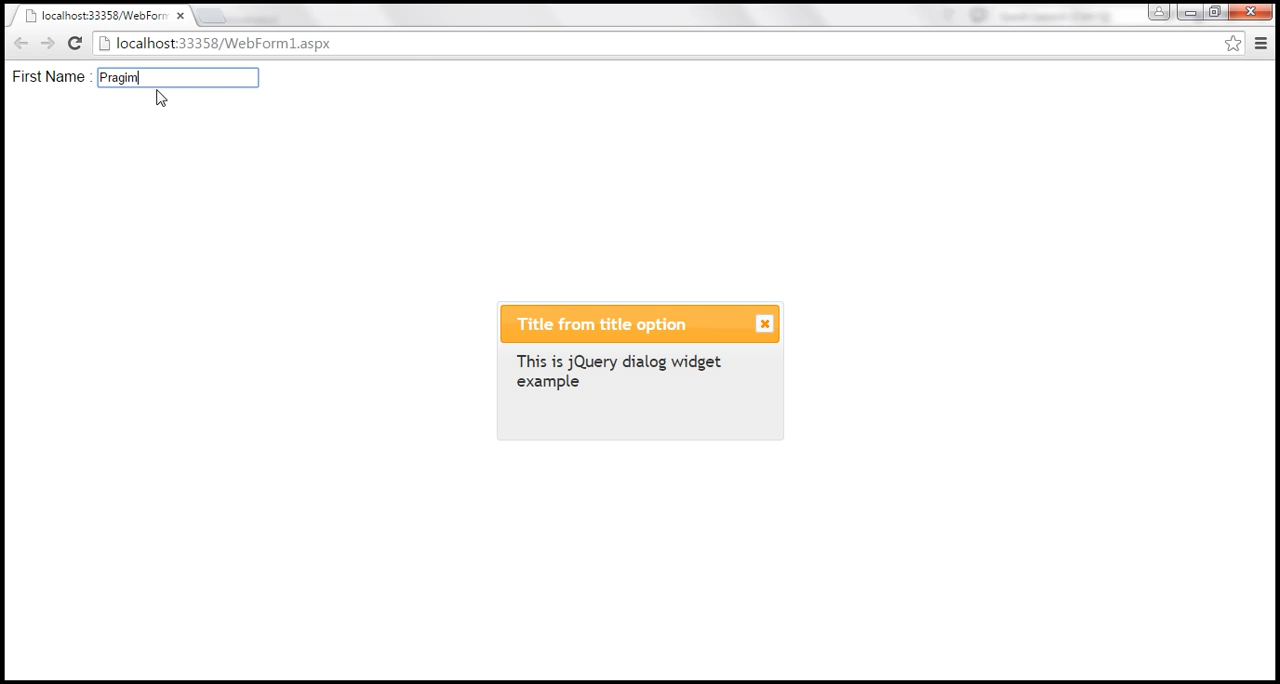 localhost:33358/WebForm
localhost:33358/WebForm1.aspx
First Name : Pragim
Title from title option
This is jQuery dialog widget
example